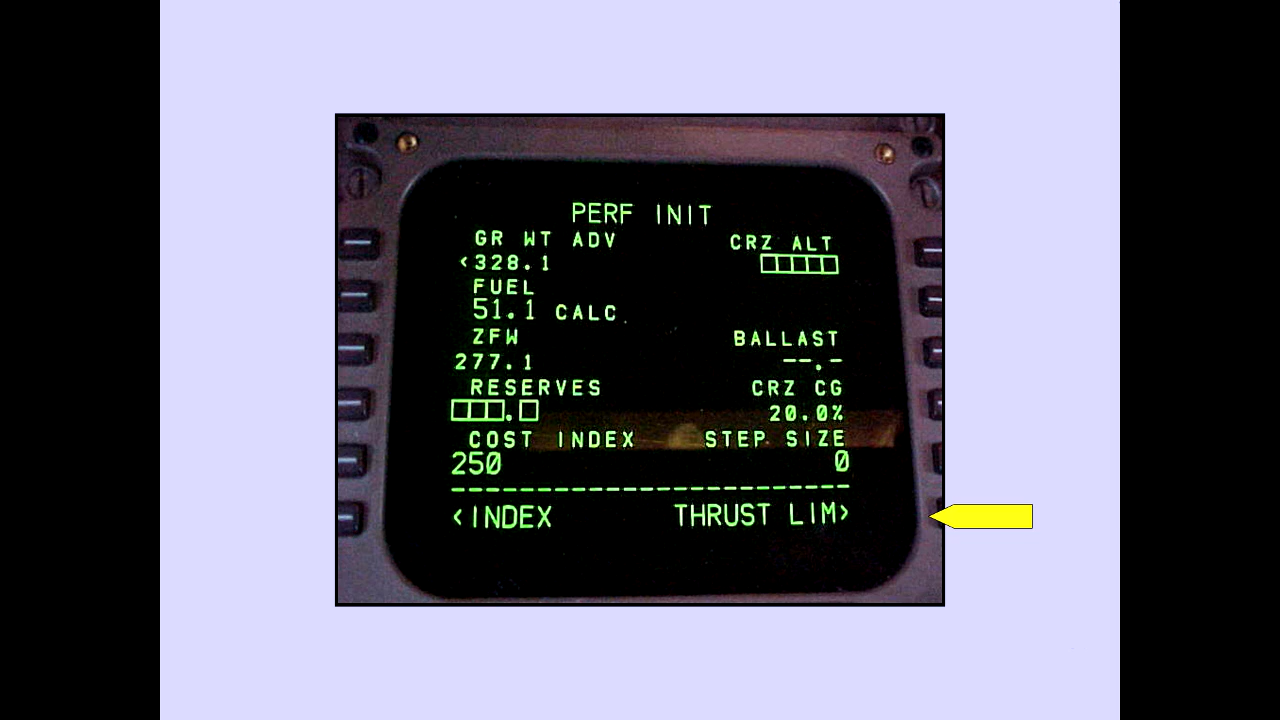 PERF INIT
GR WT ADV CRZ ALT
<328.1 □□□□□
FUEL
51.1 CALC
ZFW BALLAST
277.1 --.-
RESERVES CRZ CG
□□□.□ 20.0%
COST INDEX STEP SIZE
250 0
------------------------
<INDEX THRUST LIM>